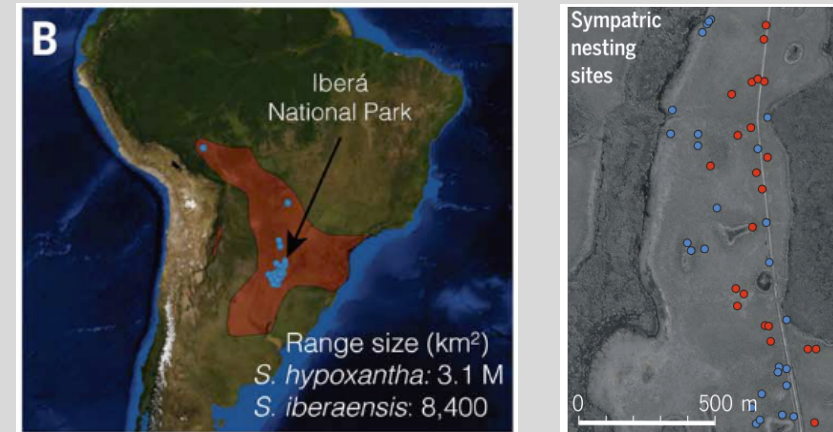 B
Iberá
National Park
Range size (km²)
S. hypoxantha: 3.1 M
S. iberaensis: 8,400
Sympatric
nesting
sites
0 500 m